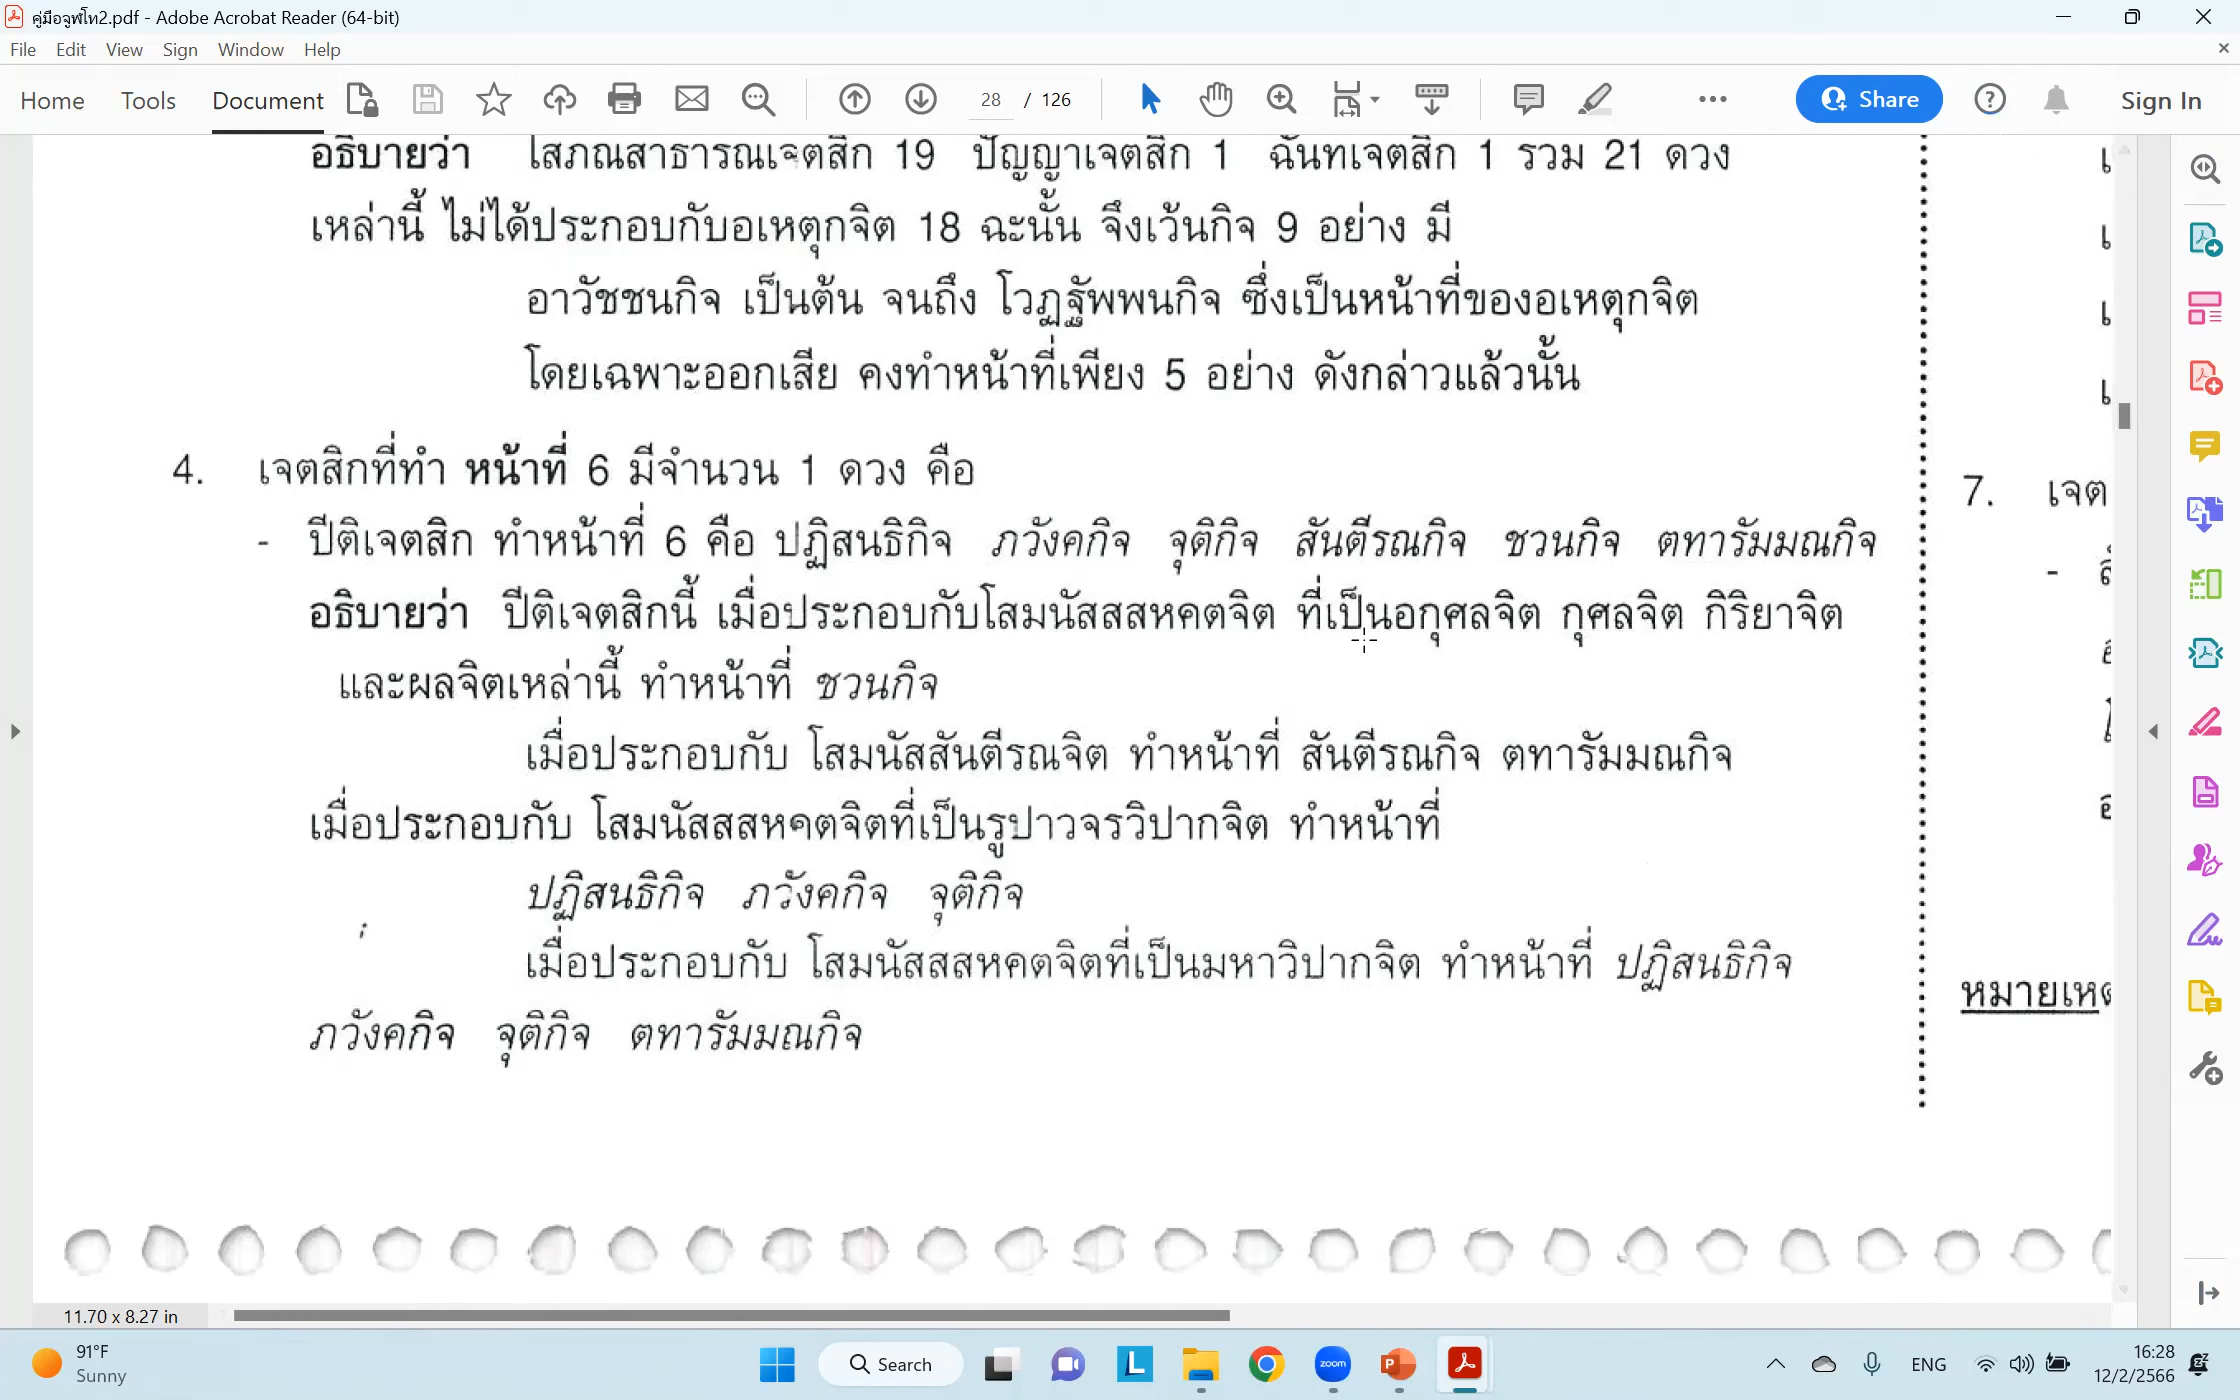 คู่มือจูฬโท2.pdf - Adobe Acrobat Reader (64-bit)
File Edit View Sign Window Help
Home Tools Document 28 / 126 Share Sign In
อธิบายว่า โสภณสาธารณเจตสิก 19 ปัญญาเจตสิก 1 ฉันทเจตสิก 1 รวม 21 ดวง
เหล่านี้ ไม่ได้ประกอบกับอเหตุกจิต 18 ฉะนั้น จึงเว้นกิจ 9 อย่าง มี
อาวัชชนกิจ เป็นต้น จนถึง โวฏฐัพพนกิจ ซึ่งเป็นหน้าที่ของอเหตุกจิต
โดยเฉพาะออกเสีย คงทำหน้าที่เพียง 5 อย่าง ดังกล่าวแล้วนั้น
4. เจตสิกที่ทำ หน้าที่ 6 มีจำนวน 1 ดวง คือ
- ปีติเจตสิก ทำหน้าที่ 6 คือ ปฏิสนธิกิจ ภวังคกิจ จุติกิจ สันตีรณกิจ ชวนกิจ ตทารัมมณกิจ
อธิบายว่า ปีติเจตสิกนี้ เมื่อประกอบกับโสมนัสสสหคตจิต ที่เป็นอกุศลจิต กุศลจิต กิริยาจิต
และผลจิตเหล่านี้ ทำหน้าที่ ชวนกิจ
เมื่อประกอบกับ โสมนัสสันตีรณจิต ทำหน้าที่ สันตีรณกิจ ตทารัมมณกิจ
เมื่อประกอบกับ โสมนัสสสหคตจิตที่เป็นรูปาวจรวิปากจิต ทำหน้าที่
ปฏิสนธิกิจ ภวังคกิจ จุติกิจ
เมื่อประกอบกับ โสมนัสสสหคตจิตที่เป็นมหาวิปากจิต ทำหน้าที่ ปฏิสนธิกิจ
ภวังคกิจ จุติกิจ ตทารัมมณกิจ
7. เจต
-
หมายเห
11.70 x 8.27 in
91°F
Sunny
Search
zoom
ENG
16:28
12/2/2566